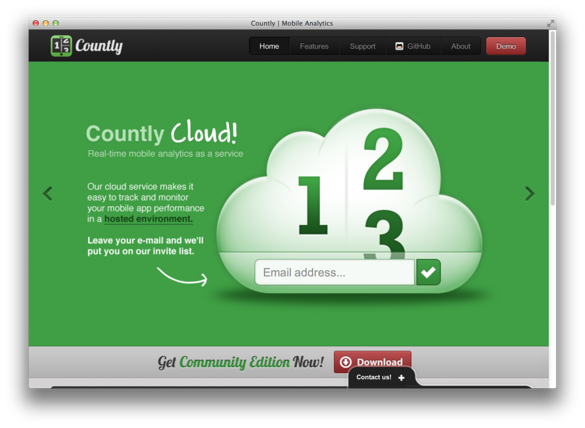 Countly | Mobile Analytics
12 Countly
Home Features Support GitHub About Demo
Countly Cloud!
Real-time mobile analytics as a service
Our cloud service makes it
easy to track and monitor
your mobile app performance
in a hosted environment.
Leave your e-mail and we'll
put you on our invite list.
1 2
3
Email address...
Get Community Edition Now! Download
Contact us! +